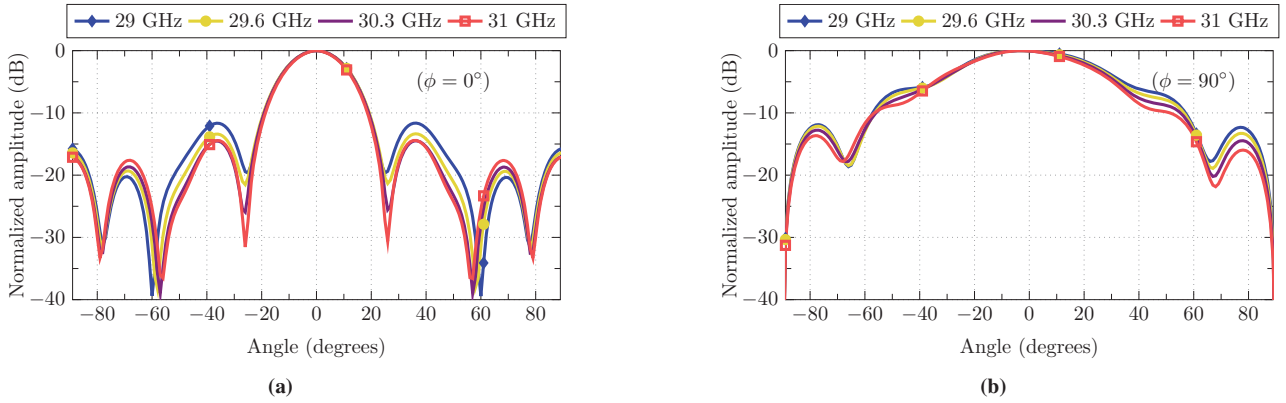 29 GHz 29.6 GHz 30.3 GHz 31 GHz
0
−10
−20
−30
−40
Normalized amplitude (dB)
(ϕ = 0°)
−80 −60 −40 −20 0 20 40 60 80
Angle (degrees)
(a)
29 GHz 29.6 GHz 30.3 GHz 31 GHz
0
−10
−20
−30
−40
Normalized amplitude (dB)
(ϕ = 90°)
−80 −60 −40 −20 0 20 40 60 80
Angle (degrees)
(b)